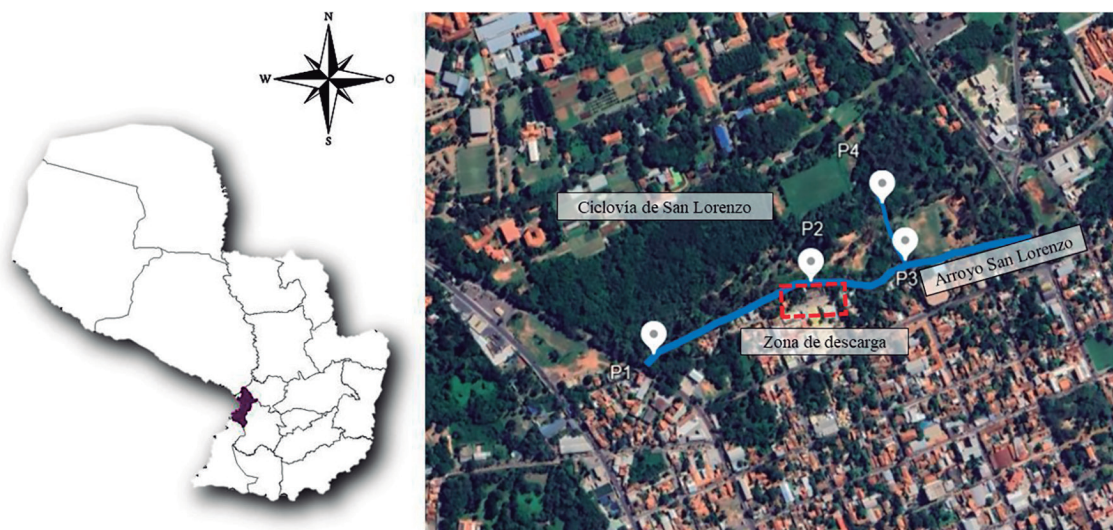 N
W
O
S
P4
Ciclovía de San Lorenzo
P2
P3
Arroyo San Lorenzo
Zona de descarga
P1